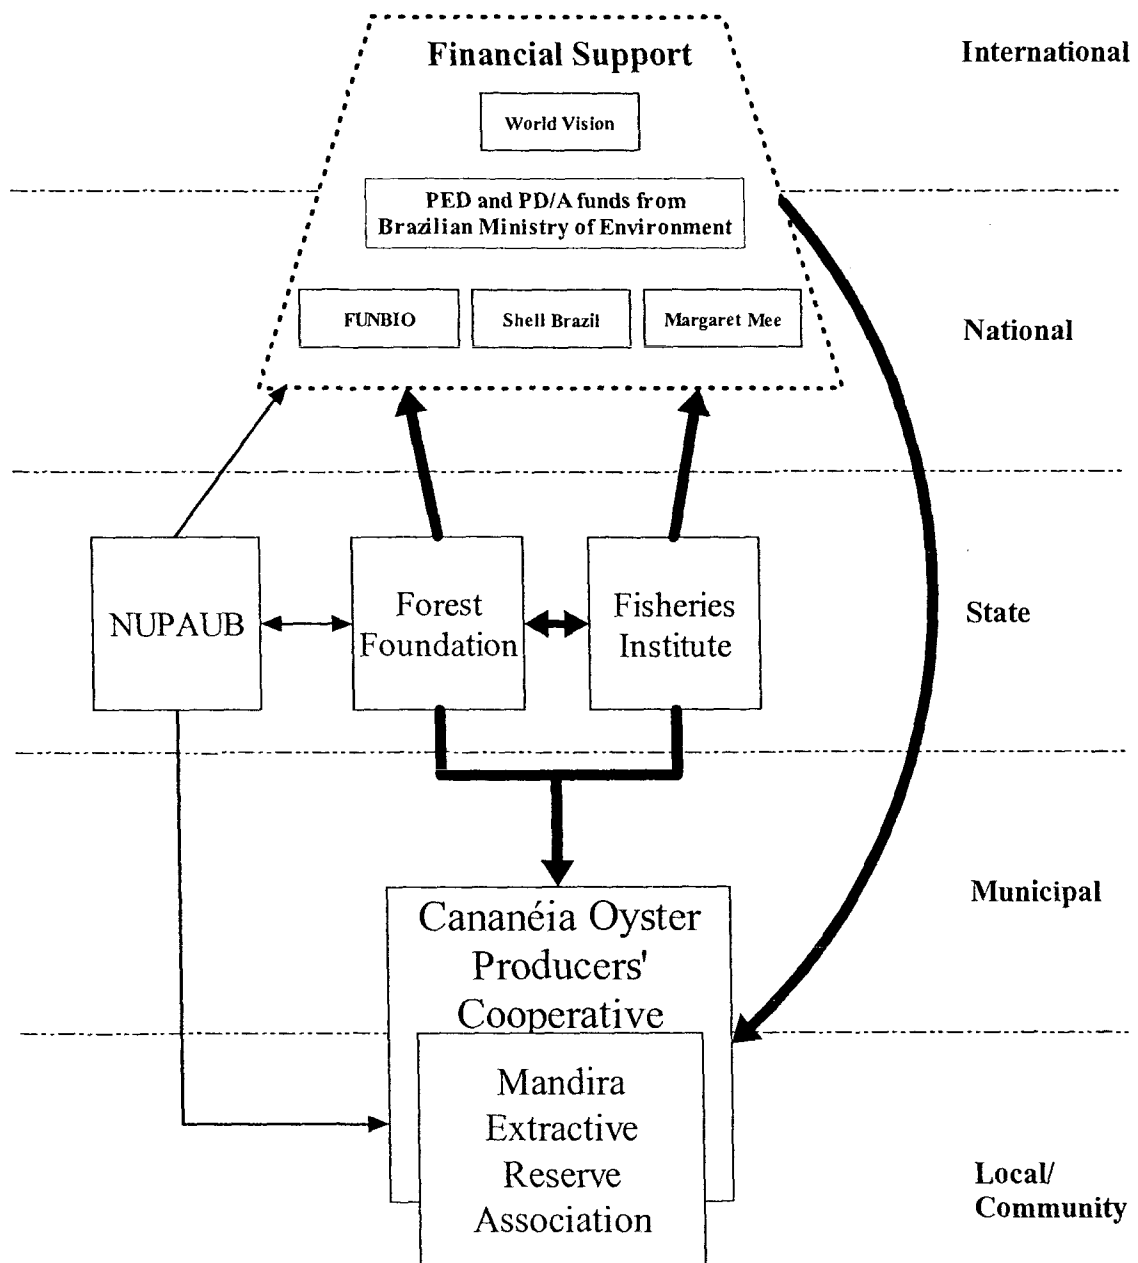 Financial Support
International
World Vision
PED and PD/A funds from
Brazilian Ministry of Environment
FUNBIO
Shell Brazil
Margaret Mee
National
NUPAUB
Forest
Foundation
Fisheries
Institute
State
Municipal
Cananéia Oyster
Producers'
Cooperative
Mandira
Extractive
Reserve
Association
Local/
Community